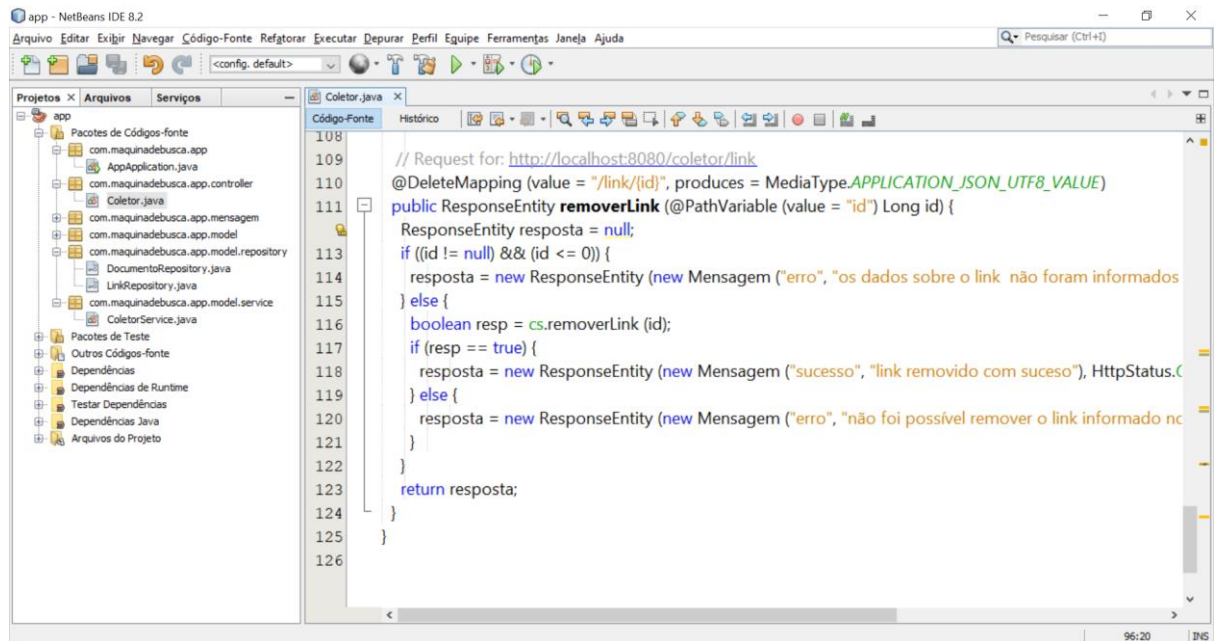 app - NetBeans IDE 8.2
Arquivo Editar Exibir Navegar Código-Fonte Refatorar Executar Depurar Perfil Equipe Ferramentas Janela Ajuda
Pesquisar (Ctrl+I)
<config. default>
Projetos Arquivos Serviços
app
Pacotes de Códigos-fonte
com.maquinadebusca.app
AppApplication.java
com.maquinadebusca.app.controller
Coletor.java
com.maquinadebusca.app.mensagem
com.maquinadebusca.app.model
com.maquinadebusca.app.model.repository
DocumentoRepository.java
LinkRepository.java
com.maquinadebusca.app.model.service
ColetorService.java
Pacotes de Teste
Outros Códigos-fonte
Dependências
Dependências de Runtime
Testar Dependências
Dependências Java
Arquivos do Projeto
Coletor.java
Código-Fonte Histórico
108
109 // Request for: http://localhost:8080/coletor/link
110 @DeleteMapping (value = "/link/{id}", produces = MediaType.APPLICATION_JSON_UTF8_VALUE)
111 public ResponseEntity removerLink (@PathVariable (value = "id") Long id) {
ResponseEntity resposta = null;
113 if ((id != null) && (id <= 0)) {
114 resposta = new ResponseEntity (new Mensagem ("erro", "os dados sobre o link não foram informados
115 } else {
116 boolean resp = cs.removerLink (id);
117 if (resp == true) {
118 resposta = new ResponseEntity (new Mensagem ("sucesso", "link removido com suceso"), HttpStatus.
119 } else {
120 resposta = new ResponseEntity (new Mensagem ("erro", "não foi possível remover o link informado
121 }
122 }
123 return resposta;
124 }
125 }
126
96:20 INS